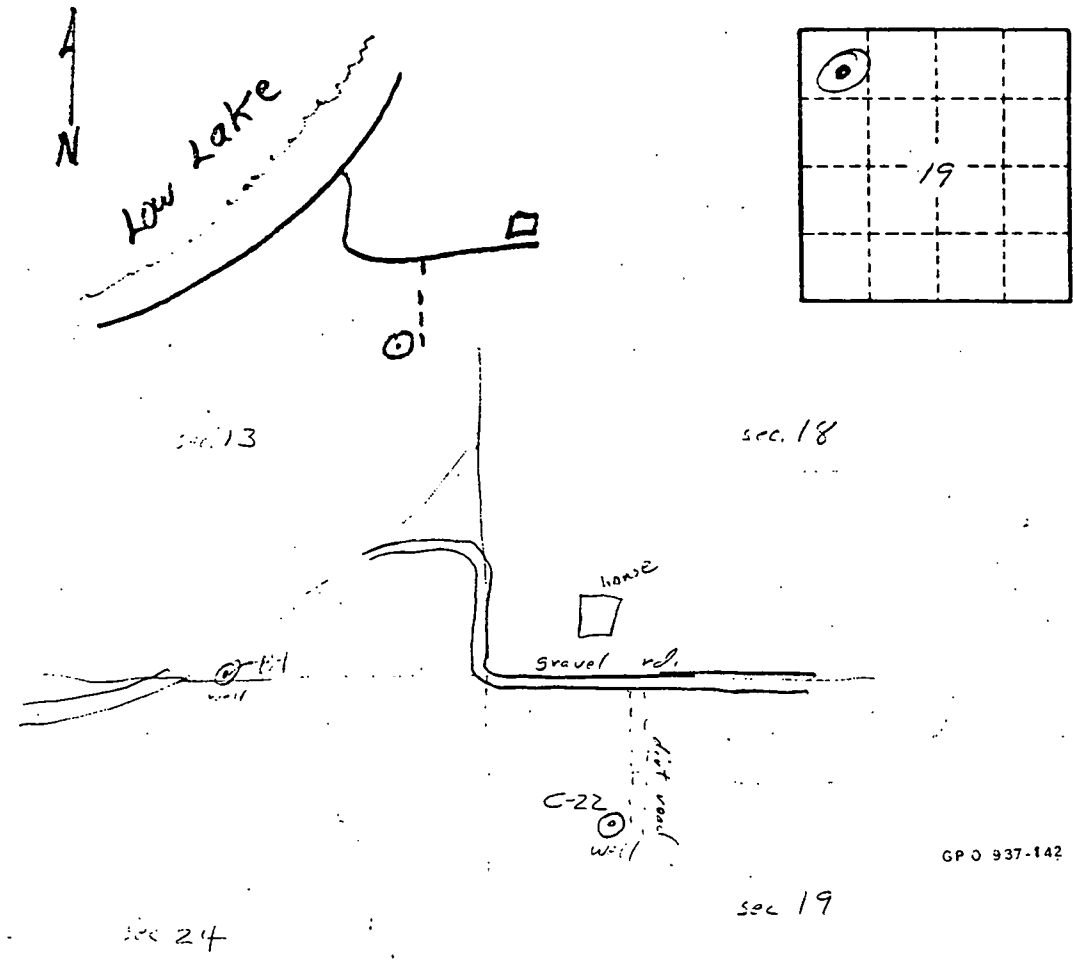 N
Low Lake
19
sec. 13
sec. 18
house
gravel rd.
well
dirt road
C-22
well
GPO 937-142
sec 19
sec 24